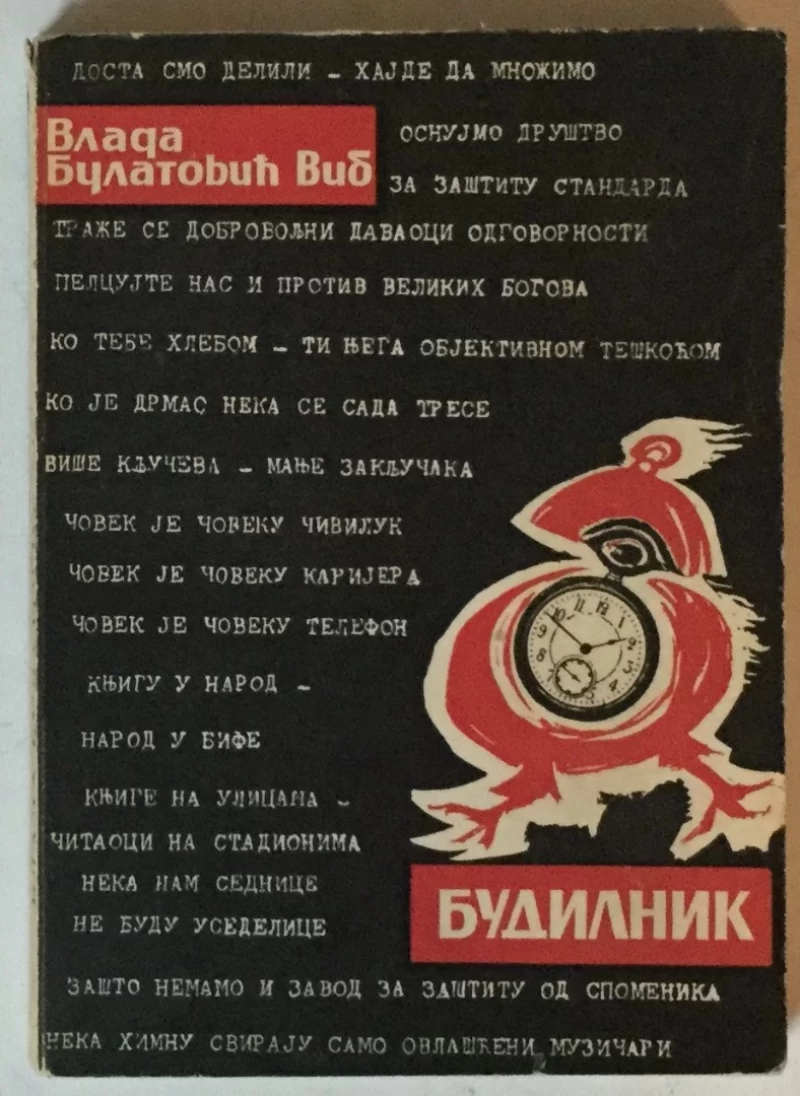 ДОСТА СМО ДЕЛИЛИ – ХАЈДЕ ДА МНОЖИМО
Влада
Булатовић Виб
ОСНУЈМО ДРУШТВО
ЗА ЗАШТИТУ СТАНДАРДА
ТРАЖЕ СЕ ДОБРОВОЉНИ ДАВАОЦИ ОДГОВОРНОСТИ
ПЕЛЦУЈТЕ НАС И ПРОТИВ ВЕЛИКИХ БОГОВА
КО ТЕБЕ ХЛЕБОМ – ТИ ЊЕГА ОБЈЕКТИВНОМ ТЕШКОЋОМ
КО ЈЕ ДРМАО НЕКА СЕ САДА ТРЕСЕ
ВИШЕ КЉУЧЕВА – МАЊЕ ЗАКЉУЧАКА
ЧОВЕК ЈЕ ЧОВЕКУ ЧИВИЛУК
ЧОВЕК ЈЕ ЧОВЕКУ КАРИЈЕРА
ЧОВЕК ЈЕ ЧОВЕКУ ТЕЛЕФОН
КЊИГУ У НАРОД –
НАРОД У БИФЕ
КЊИГЕ НА УЛИЦАМА –
ЧИТАОЦИ НА СТАДИОНИМА
НЕКА НАМ СЕДНИЦЕ
НЕ БУДУ УСЕДЕЛИЦЕ
БУДИЛНИК
ЗАШТО НЕМАМО И ЗАВОД ЗА ЗАШТИТУ ОД СПОМЕНИКА
НЕКА ХИМНУ СВИРАЈУ САМО ОВЛАШЋЕНИ МУЗИЧАРИ